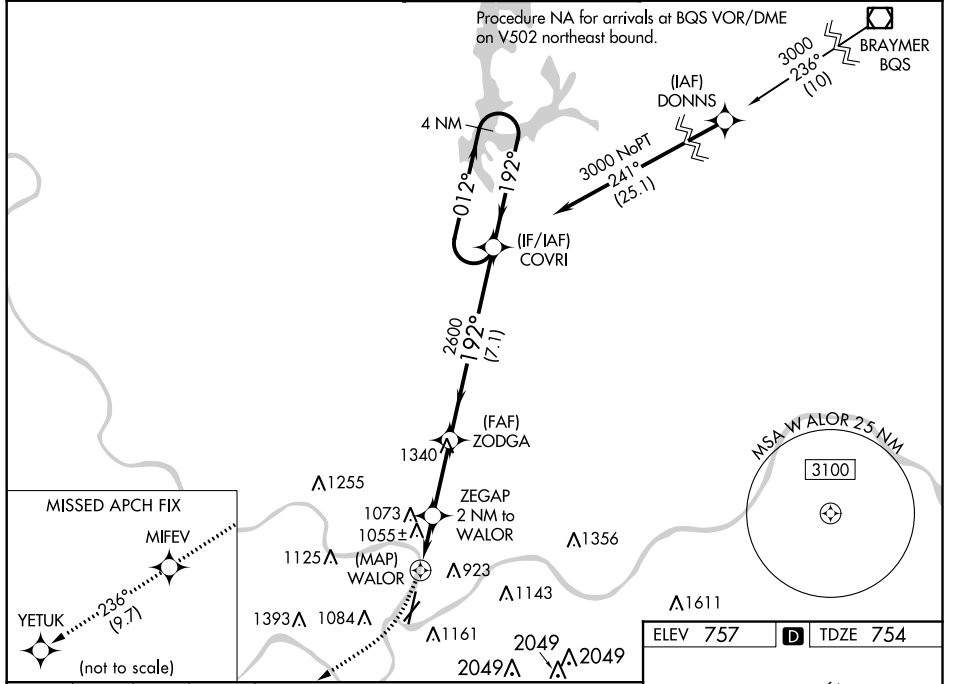 Procedure NA for arrivals at BQS VOR/DME
on V502 northeast bound.
BRAYMER
BQS
3000
236°
(10)
(IAF)
DONNS
3000 NoPT
241°
(25.1)
4 NM
012°
192°
(IF/IAF)
COVRI
2600
192°
(7.1)
(FAF)
ZODGA
1340
1255
ZEGAP
2 NM to
WALOR
1073
1055±
1125
(MAP)
WALOR
923
1356
1143
1393
1084
1161
1611
2049
2049
2049
MSA WALOR 25 NM
3100
MISSED APCH FIX
MIFEV
236°
(9.7)
YETUK
(not to scale)
ELEV 757 D TDZE 754